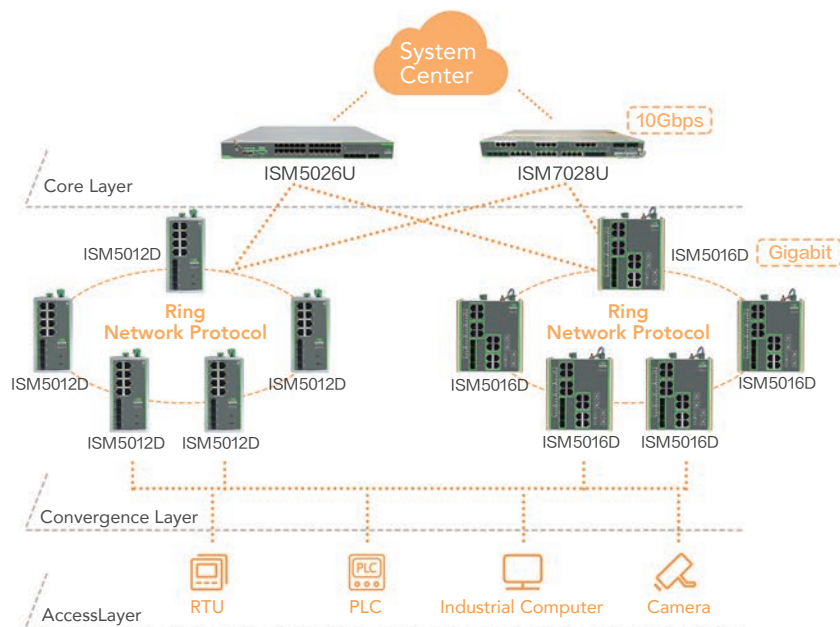 System
Center
10Gbps
ISM5026U
ISM7028U
Core Layer
ISM5012D
ISM5016D
Gigabit
Ring
Network Protocol
Ring
Network Protocol
ISM5012D
ISM5012D
ISM5016D
ISM5016D
ISM5012D
ISM5012D
ISM5016D
ISM5016D
Convergence Layer
PLC
RTU
PLC
Industrial Computer
Camera
AccessLayer